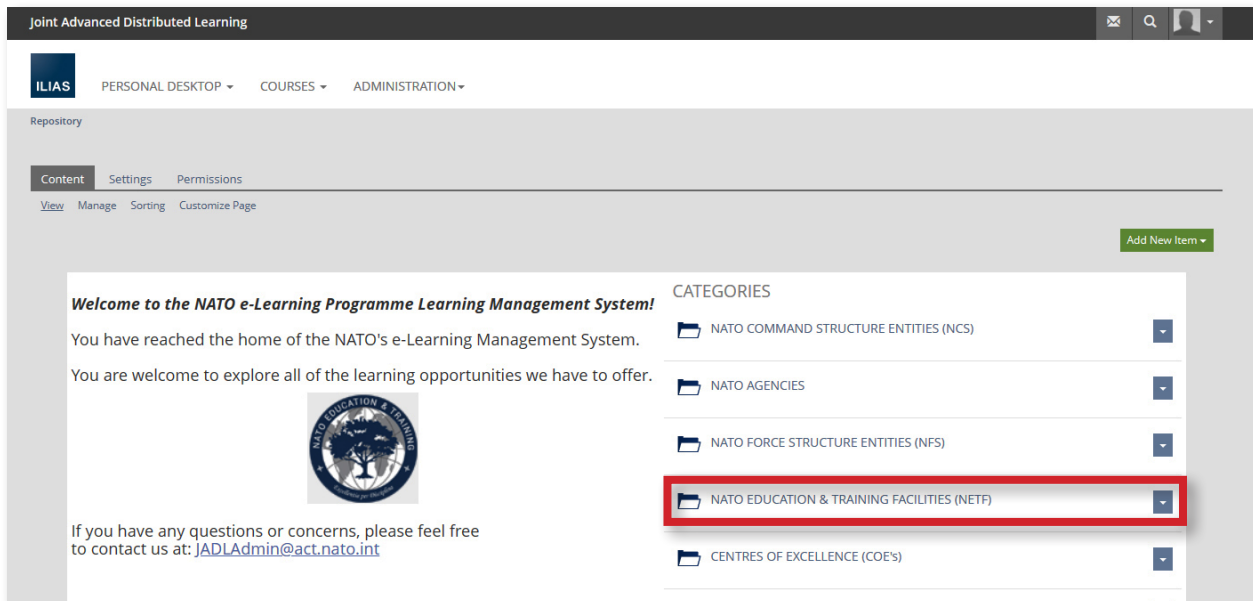 Joint Advanced Distributed Learning
ILIAS
PERSONAL DESKTOP COURSES ADMINISTRATION
Repository
Content Settings Permissions
View Manage Sorting Customize Page
Add New Item
Welcome to the NATO e-Learning Programme Learning Management System!
You have reached the home of the NATO's e-Learning Management System.
You are welcome to explore all of the learning opportunities we have to offer.
NATO EDUCATION & TRAINING
If you have any questions or concerns, please feel free
to contact us at: JADLAdmin@act.nato.int
CATEGORIES
NATO COMMAND STRUCTURE ENTITIES (NCS)
NATO AGENCIES
NATO FORCE STRUCTURE ENTITIES (NFS)
NATO EDUCATION & TRAINING FACILITIES (NETF)
CENTRES OF EXCELLENCE (COE's)